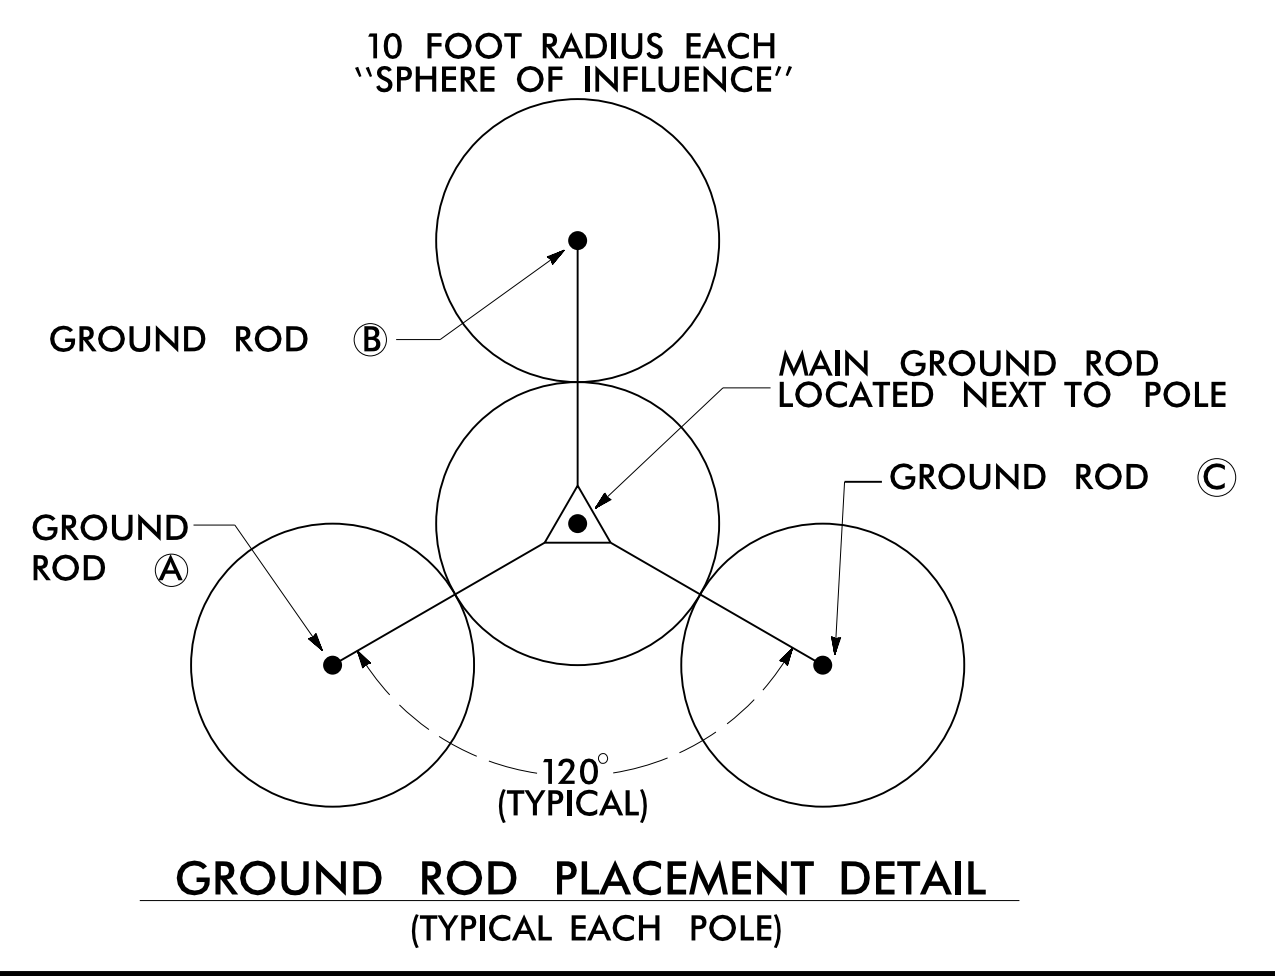 10 FOOT RADIUS EACH
"SPHERE OF INFLUENCE"
GROUND ROD B
MAIN GROUND ROD
LOCATED NEXT TO POLE
GROUND ROD C
GROUND
ROD A
120°
(TYPICAL)
GROUND ROD PLACEMENT DETAIL
(TYPICAL EACH POLE)